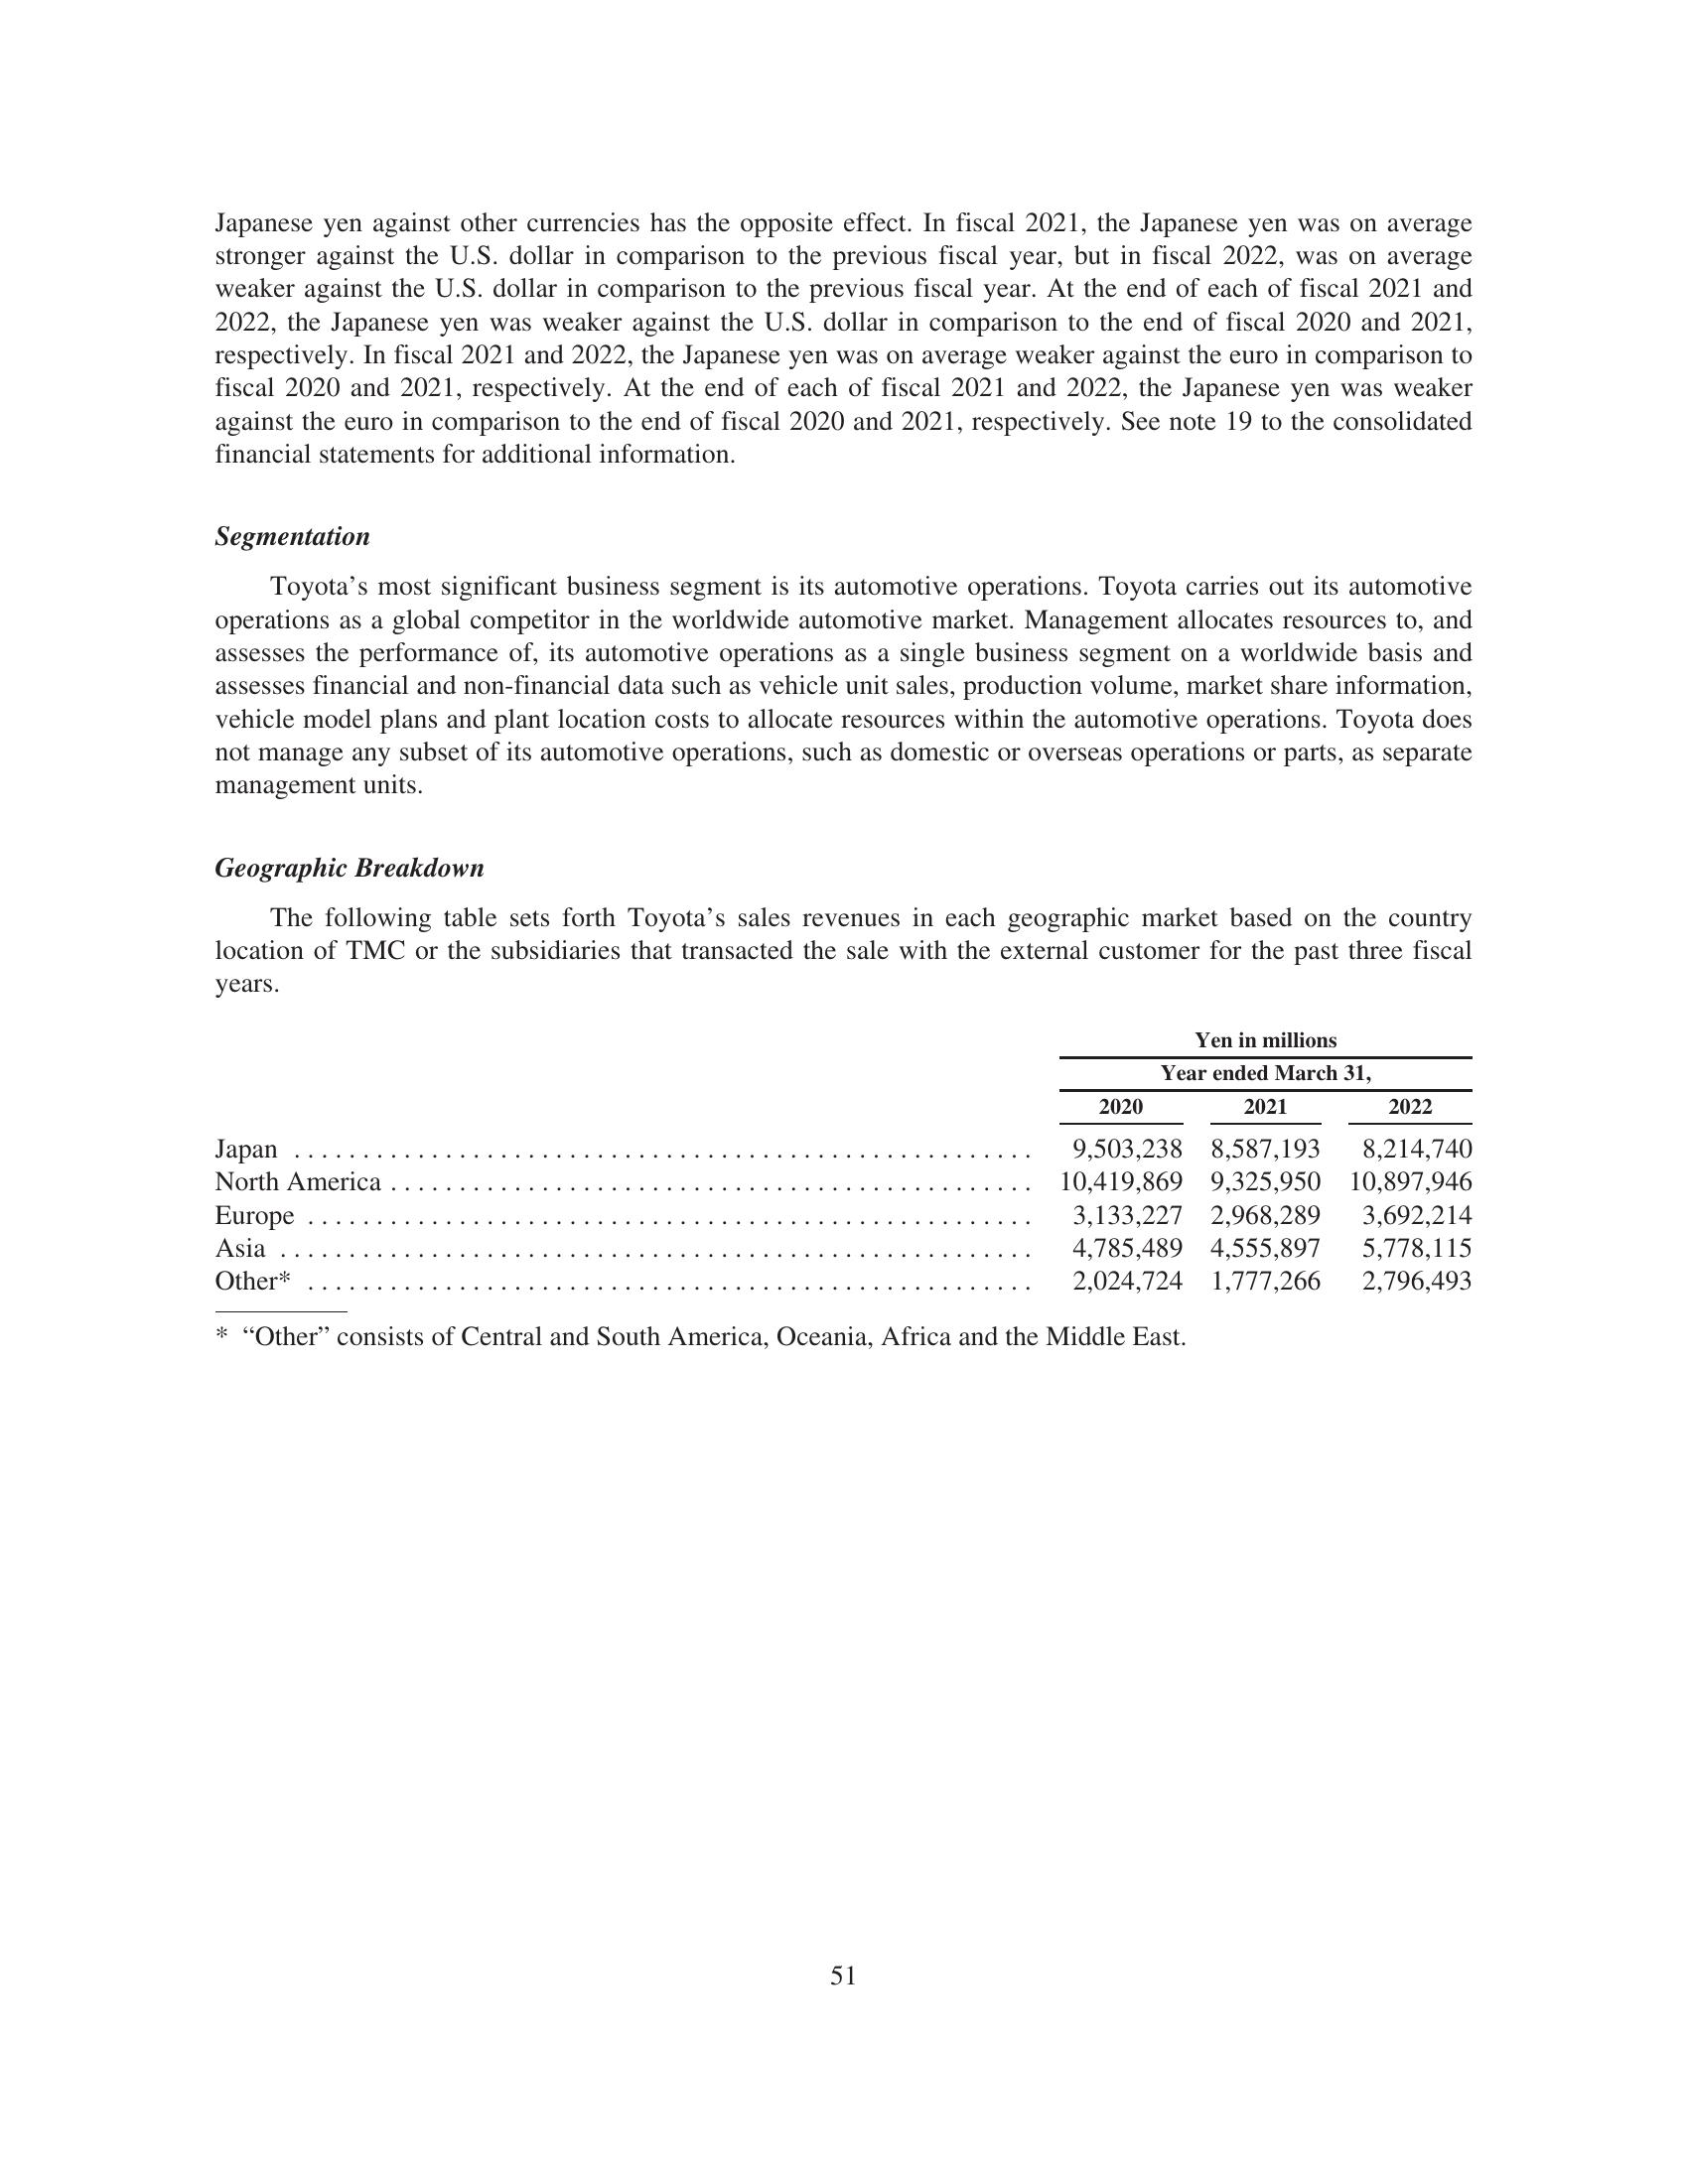 Japanese yen against other currencies has the opposite effect. In fiscal 2021, the Japanese yen was on average
stronger against the U.S. dollar in comparison to the previous fiscal year, but in fiscal 2022, was on average
weaker against the U.S. dollar in comparison to the previous fiscal year. At the end of each of fiscal 2021 and
2022, the Japanese yen was weaker against the U.S. dollar in comparison to the end of fiscal 2020 and 2021,
respectively. In fiscal 2021 and 2022, the Japanese yen was on average weaker against the euro in comparison to
fiscal 2020 and 2021, respectively. At the end of each of fiscal 2021 and 2022, the Japanese yen was weaker
against the euro in comparison to the end of fiscal 2020 and 2021, respectively. See note 19 to the consolidated
financial statements for additional information.
Segmentation
Toyota’s most significant business segment is its automotive operations. Toyota carries out its automotive
operations as a global competitor in the worldwide automotive market. Management allocates resources to, and
assesses the performance of, its automotive operations as a single business segment on a worldwide basis and
assesses financial and non-financial data such as vehicle unit sales, production volume, market share information,
vehicle model plans and plant location costs to allocate resources within the automotive operations. Toyota does
not manage any subset of its automotive operations, such as domestic or overseas operations or parts, as separate
management units.
Geographic Breakdown
The following table sets forth Toyota’s sales revenues in each geographic market based on the country
location of TMC or the subsidiaries that transacted the sale with the external customer for the past three fiscal
years.
Yen in millions
Year ended March 31,
2020 2021 2022
Japan . . . . . . . . . . . . . . . . . . . . . . . . . . . . . . . . . . . . . . . . . . . . . . . . . . . . . . 9,503,238 8,587,193 8,214,740
North America . . . . . . . . . . . . . . . . . . . . . . . . . . . . . . . . . . . . . . . . . . . . . . . 10,419,869 9,325,950 10,897,946
Europe . . . . . . . . . . . . . . . . . . . . . . . . . . . . . . . . . . . . . . . . . . . . . . . . . . . . . 3,133,227 2,968,289 3,692,214
Asia . . . . . . . . . . . . . . . . . . . . . . . . . . . . . . . . . . . . . . . . . . . . . . . . . . . . . . . 4,785,489 4,555,897 5,778,115
Other* . . . . . . . . . . . . . . . . . . . . . . . . . . . . . . . . . . . . . . . . . . . . . . . . . . . . . 2,024,724 1,777,266 2,796,493
* “Other” consists of Central and South America, Oceania, Africa and the Middle East.
51